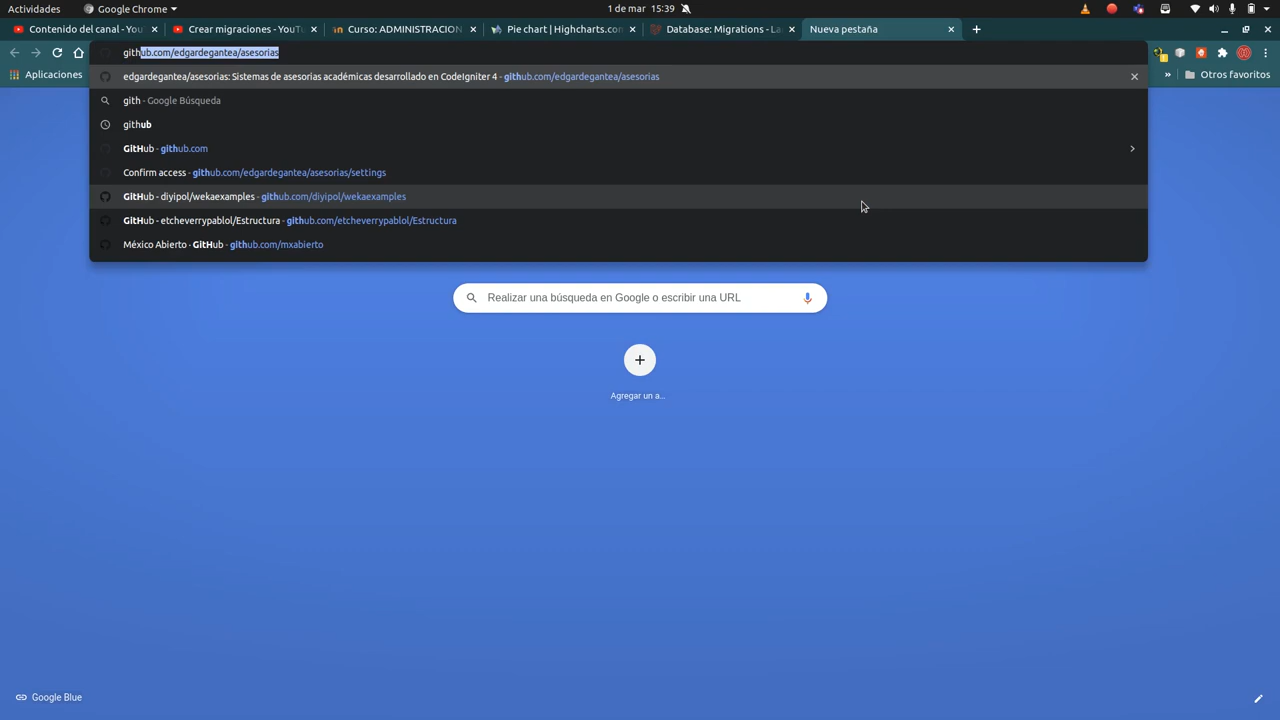 Actividades
Google Chrome
1 de mar 15:39
Contenido del canal - You
Crear migraciones - YouTu
Curso: ADMINISTRACION
Pie chart | Highcharts.com
Database: Migrations - La
Nueva pestaña
github.com/edgardegantea/asesorias
Aplicaciones
»
Otros favoritos
edgardegantea/asesorias: Sistemas de asesorias académicas desarrollado en CodeIgniter 4 - github.com/edgardegantea/asesorias
gith - Google Búsqueda
github
GitHub - github.com
Confirm access - github.com/edgardegantea/asesorias/settings
GitHub - diyipol/wekaexamples - github.com/diyipol/wekaexamples
GitHub - etcheverrypablol/Estructura - github.com/etcheverrypablol/Estructura
México Abierto · GitHub - github.com/mxabierto
Realizar una búsqueda en Google o escribir una URL
Agregar un a...
Google Blue